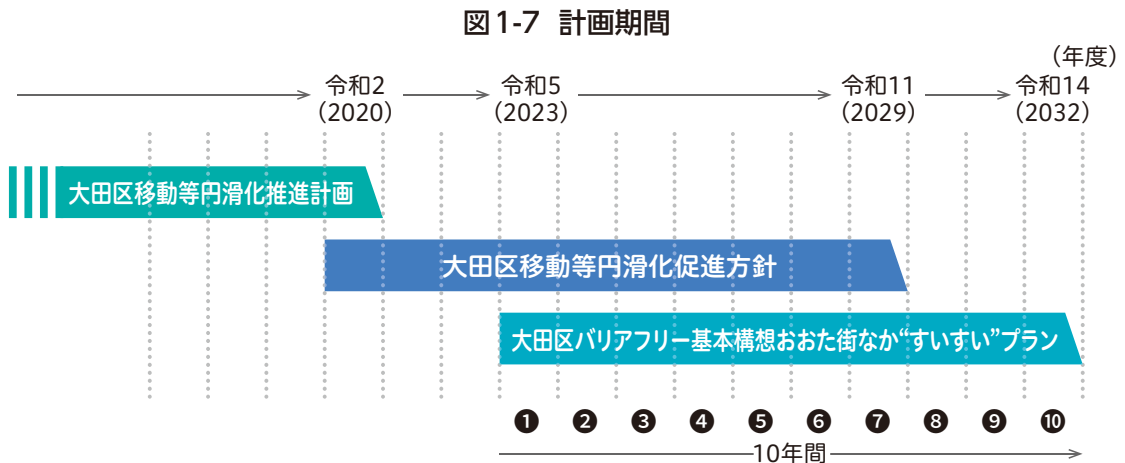 図1-7 計画期間
(年度)
令和2 令和5 令和11 令和14
(2020) (2023) (2029) (2032)
大田区移動等円滑化推進計画
大田区移動等円滑化促進方針
大田区バリアフリー基本構想おおた街なか“すいすい”プラン
❶ ❷ ❸ ❹ ❺ ❻ ❼ ❽ ❾ ❿
10年間